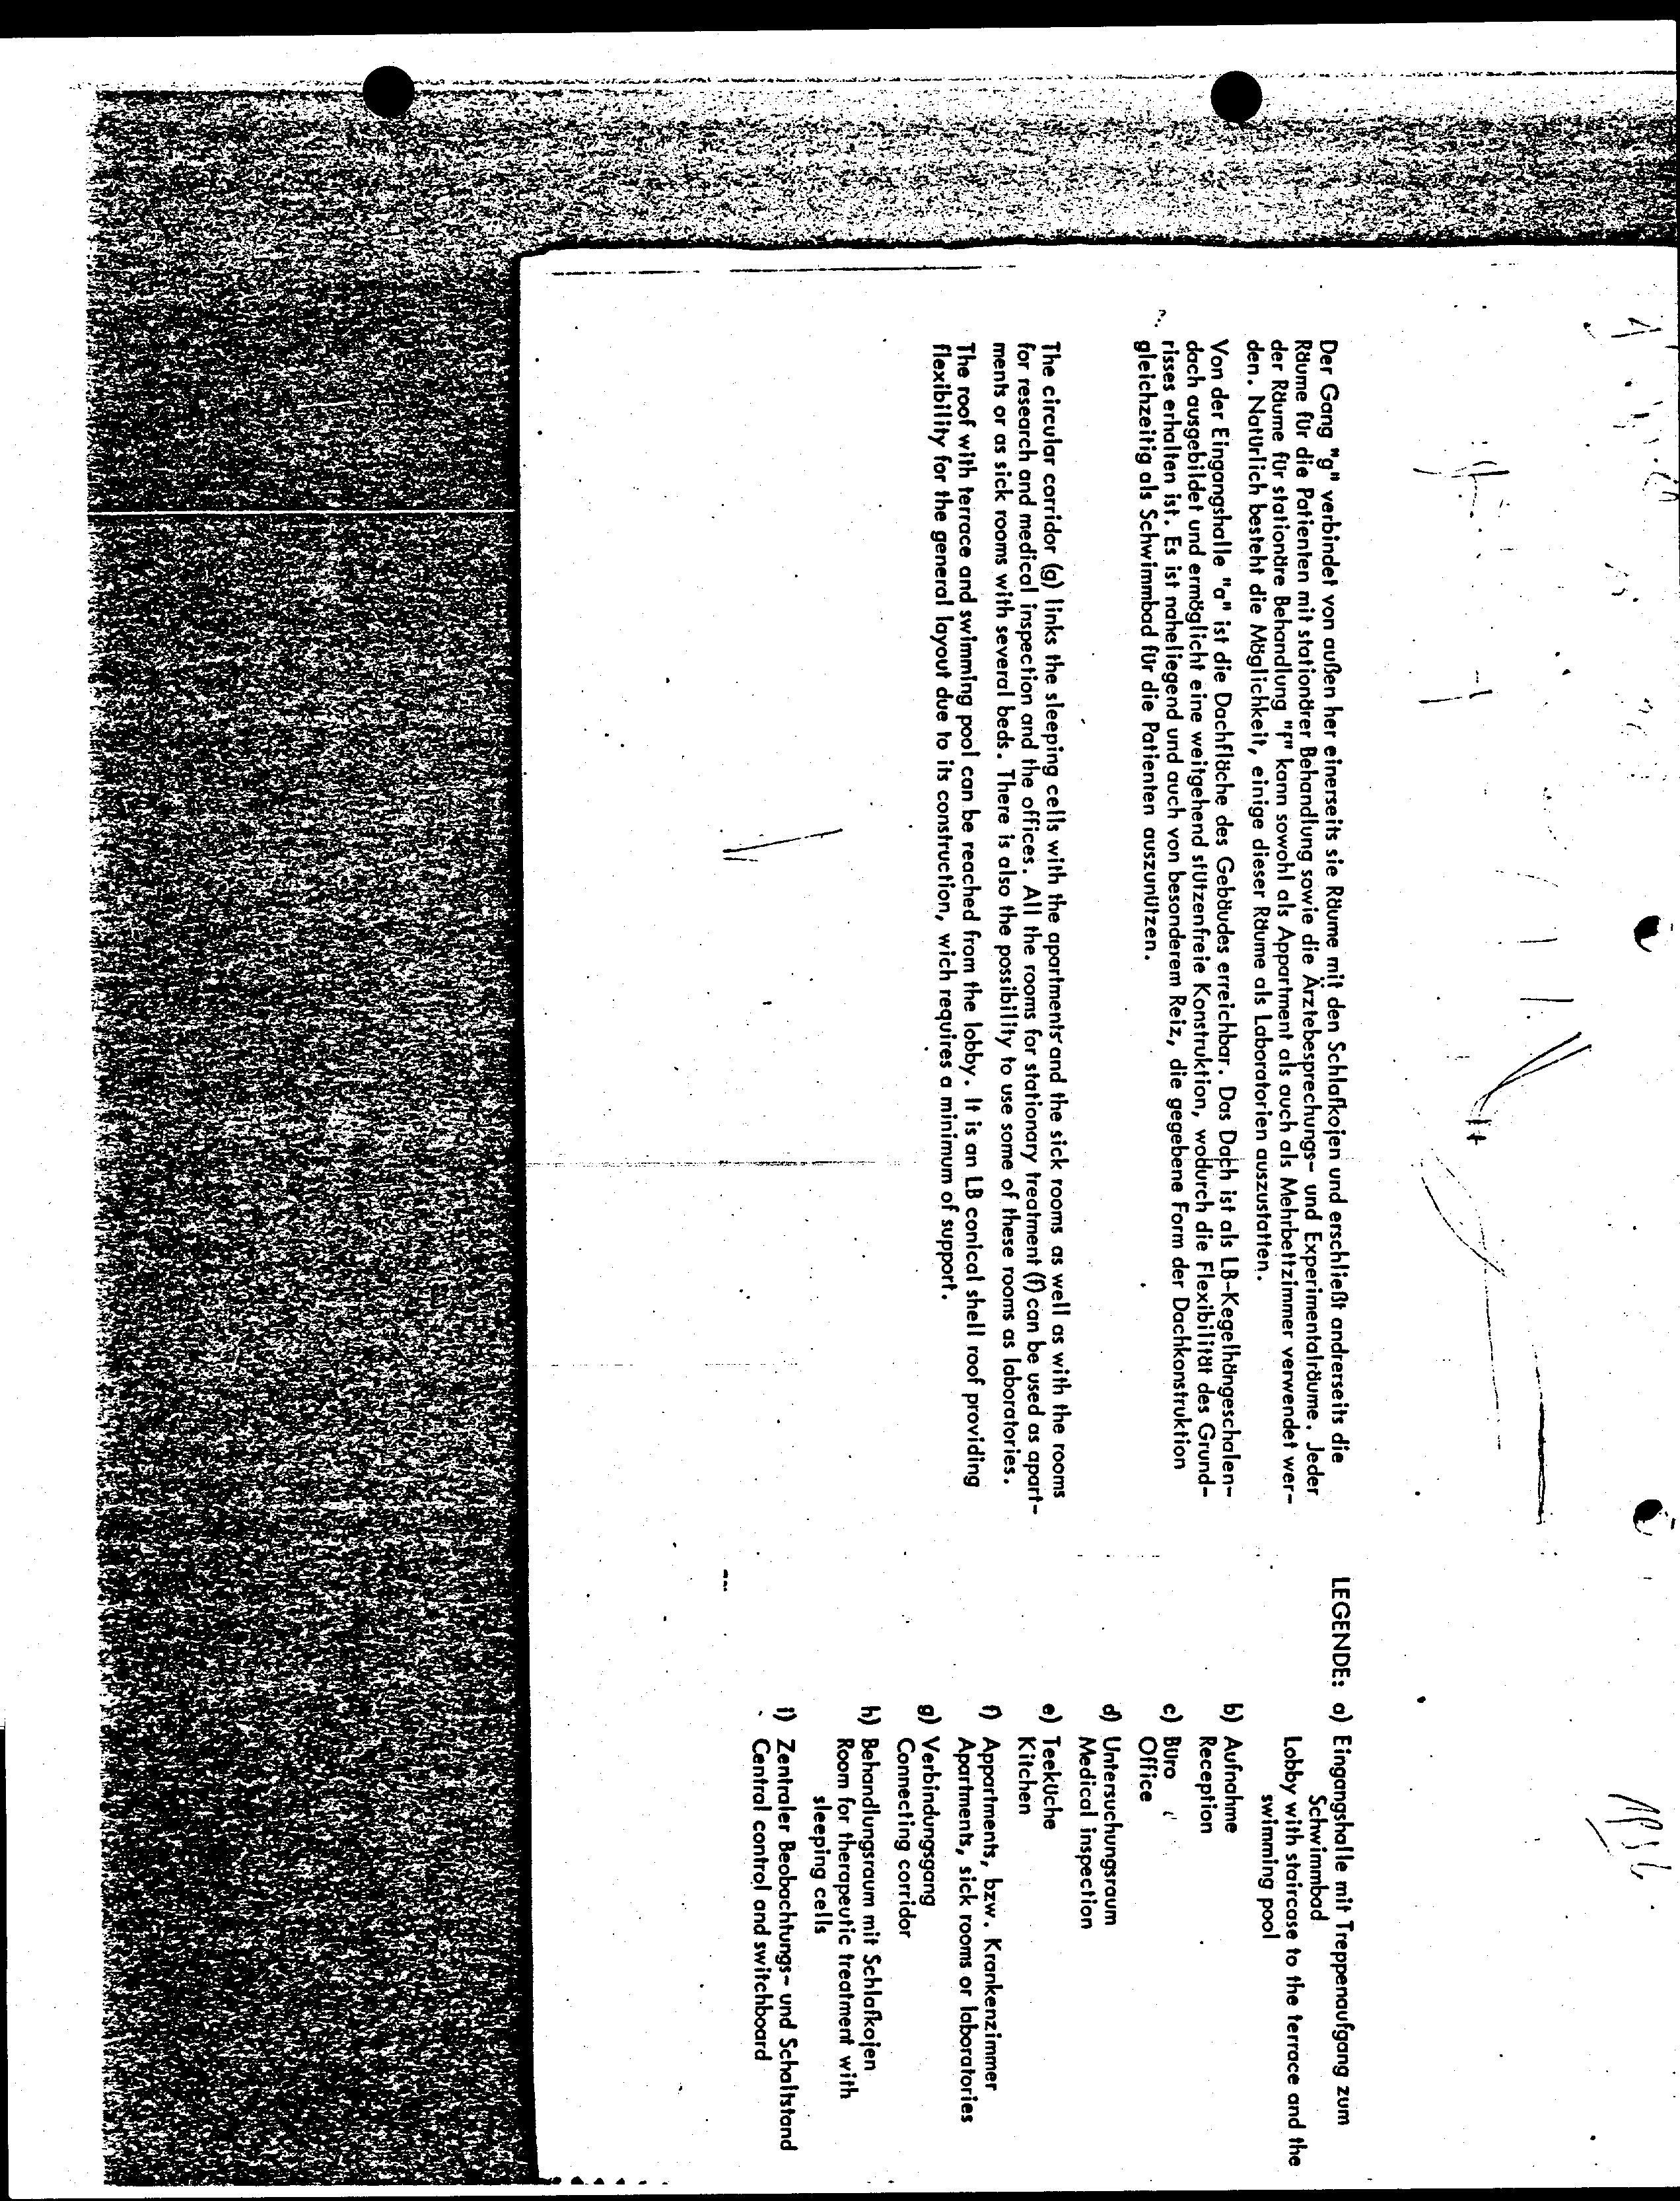 Der Gang "g" verbindet von außen her einerseits sie Räume mit den Schlafkojen und erschließt andrerseits die
Räume für die Patienten mit stationärer Behandlung sowie die Ärztebesprechungs- und Experimentalräume. Jeder
der Räume für stationäre Behandlung "f" kann sowohl als Appartment als auch als Mehrbettzimmer verwendet wer-
den. Natürlich besteht die Möglichkeit, einige dieser Räume als Laboratorien auszustatten.
Von der Eingangshalle "a" ist die Dachfläche des Gebäudes erreichbar. Das Dach ist als LB-Kegelhängeschalen-
dach ausgebildet und ermöglicht eine weitgehend stützenfreie Konstruktion, wodurch die Flexibilität des Grund-
risses erhalten ist. Es ist naheliegend und auch von besonderem Reiz, die gegebene Form der Dachkonstruktion
gleichzeitig als Schwimmbad für die Patienten auszunützen.
The circular corridor (g) links the sleeping cells with the apartments and the sick rooms as well as with the rooms
for research and medical inspection and the offices. All the rooms for stationary treatment (f) can be used as apart-
ments or as sick rooms with several beds. There is also the possibility to use some of these rooms as laboratories.
The roof with terrace and swimming pool can be reached from the lobby. It is an LB conical shell roof providing
flexibility for the general layout due to its construction, wich requires a minimum of support.
LEGENDE: a) Eingangshalle mit Treppenaufgang zum
Schwimmbad
Lobby with staircase to the terrace and the
swimming pool
b) Aufnahme
Reception
c) Büro
Office
d) Untersuchungsraum
Medical inspection
e) Teeküche
Kitchen
f) Appartments, bzw. Krankenzimmer
Apartments, sick rooms or laboratories
g) Verbindungsgang
Connecting corridor
h) Behandlungsraum mit Schlafkojen
Room for therapeutic treatment with
sleeping cells
i) Zentraler Beobachtungs- und Schaltstand
Central control and switchboard